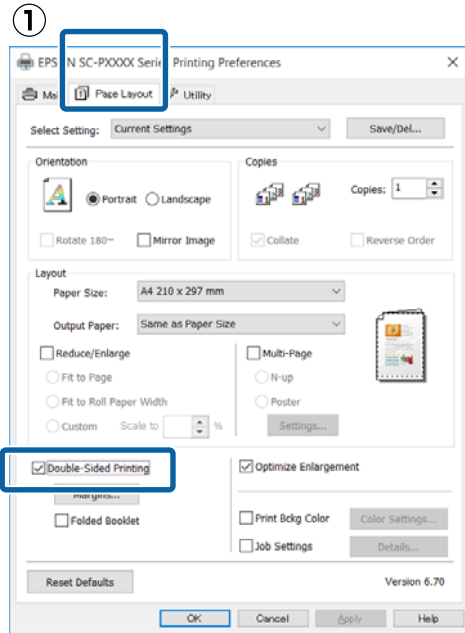 ①
EPS N SC-PXXXX Serie Printing Preferences
Ma Page Layout Utility
Select Setting: Current Settings Save/Del...
Orientation Copies
Portrait Landscape Copies: 1
Rotate 180° Mirror Image Collate Reverse Order
Layout
Paper Size: A4 210 x 297 mm
Output Paper: Same as Paper Size
Reduce/Enlarge Multi-Page
Fit to Page N-up
Fit to Roll Paper Width Poster
Custom Scale to % Settings...
Double-Sided Printing Optimize Enlargement
Margins...
Folded Booklet Print Bckg Color Color Settings...
Job Settings Details...
Reset Defaults Version 6.70
OK Cancel Apply Help